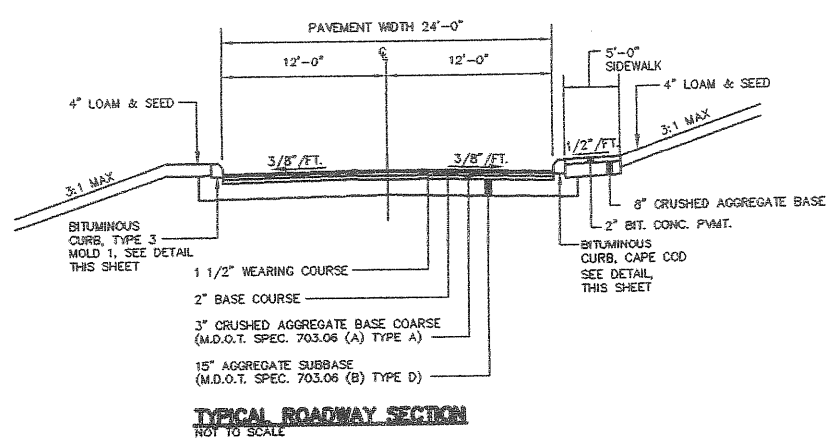 PAVEMENT WIDTH 24'-0"
12'-0"
℄
12'-0"
5'-0"
SIDEWALK
4" LOAM & SEED
4" LOAM & SEED
3:1 MAX
3/8"/FT.
3/8"/FT.
1/2"/FT.
3:1 MAX
BITUMINOUS
CURB, TYPE 3
MOLD 1, SEE DETAIL
THIS SHEET
8" CRUSHED AGGREGATE BASE
2" BIT. CONC. PVMT.
BITUMINOUS
CURB, CAPE COD
SEE DETAIL,
THIS SHEET
1 1/2" WEARING COURSE
2" BASE COURSE
3" CRUSHED AGGREGATE BASE COARSE
(M.D.O.T. SPEC. 703.06 (A) TYPE A)
15" AGGREGATE SUBBASE
(M.D.O.T. SPEC. 703.06 (B) TYPE D)
TYPICAL ROADWAY SECTION
NOT TO SCALE